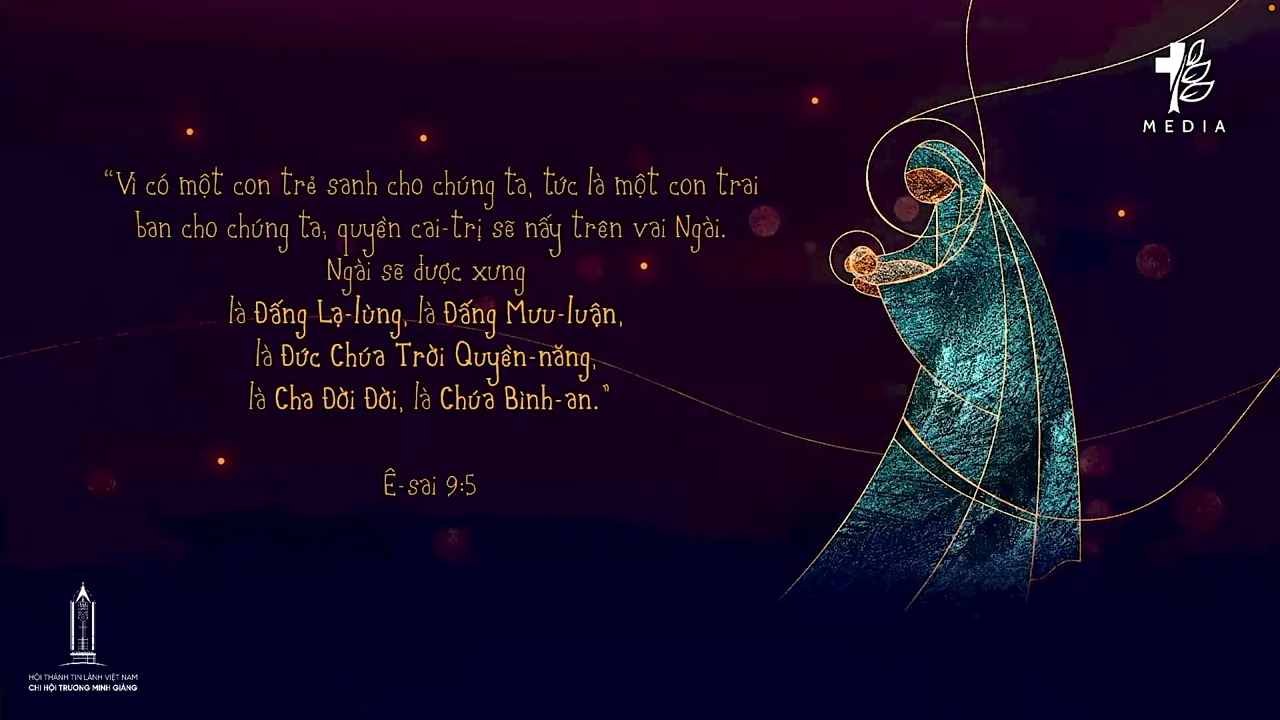 “Vì có một con trẻ sanh cho chúng ta, tức là một con trai
ban cho chúng ta; quyền cai-trị sẽ nấy trên vai Ngài.
Ngài sẽ được xưng
là Đấng Lạ-lùng, là Đấng Mưu-luận,
là Đức Chúa Trời Quyền-năng,
là Cha Đời Đời, là Chúa Bình-an.”
Ê-sai 9:5
MEDIA
HỘI THÁNH TIN LÀNH VIỆT NAM
CHI HỘI TRƯƠNG MINH GIẢNG